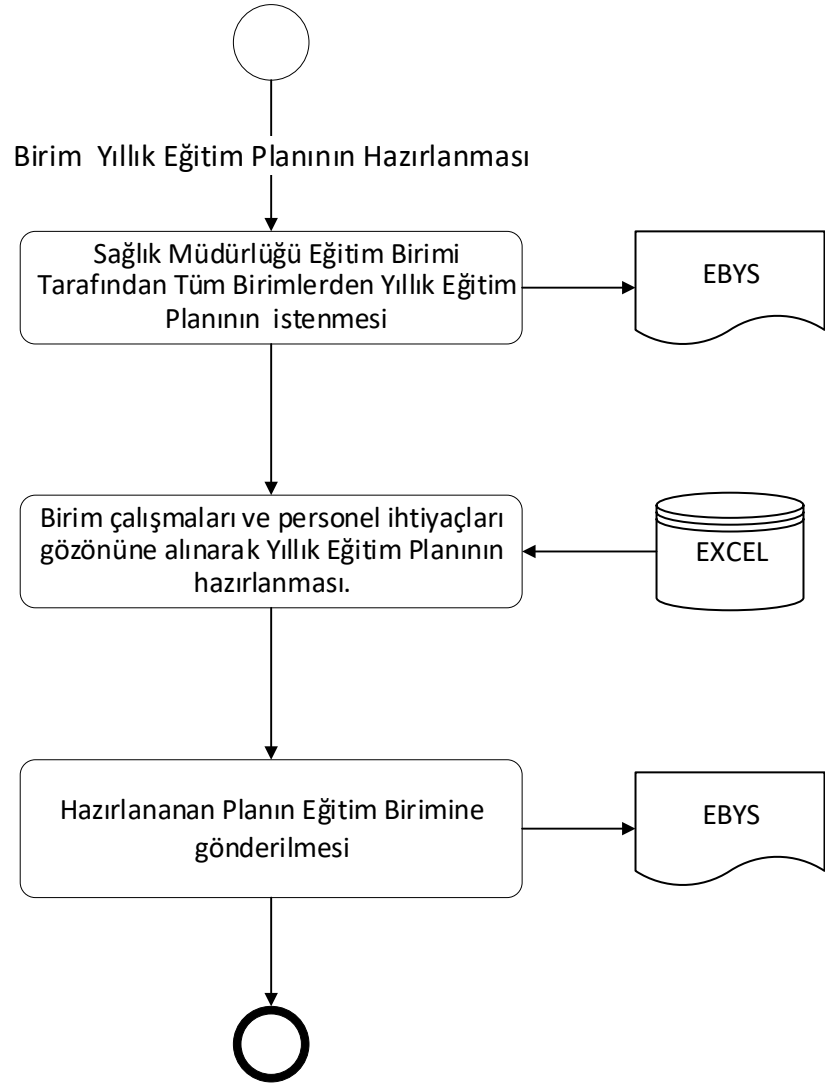 Birim Yıllık Eğitim Planının Hazırlanması
Sağlık Müdürlüğü Eğitim Birimi
Tarafından Tüm Birimlerden Yıllık Eğitim
Planının istenmesi
EBYS
Birim çalışmaları ve personel ihtiyaçları
gözönüne alınarak Yıllık Eğitim Planının
hazırlanması.
EXCEL
Hazırlananan Planın Eğitim Birimine
gönderilmesi
EBYS